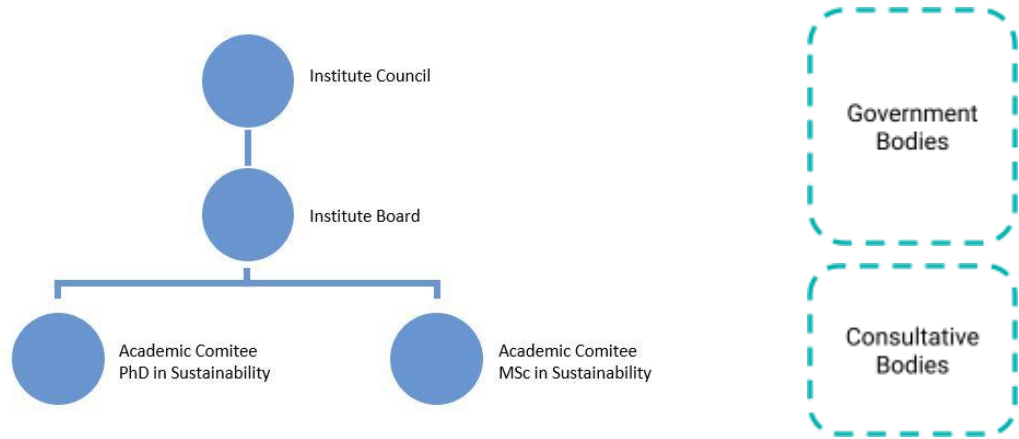 Institute Council
Government
Bodies
Institute Board
Academic Comitee
PhD in Sustainability
Academic Comitee
MSc in Sustainability
Consultative
Bodies